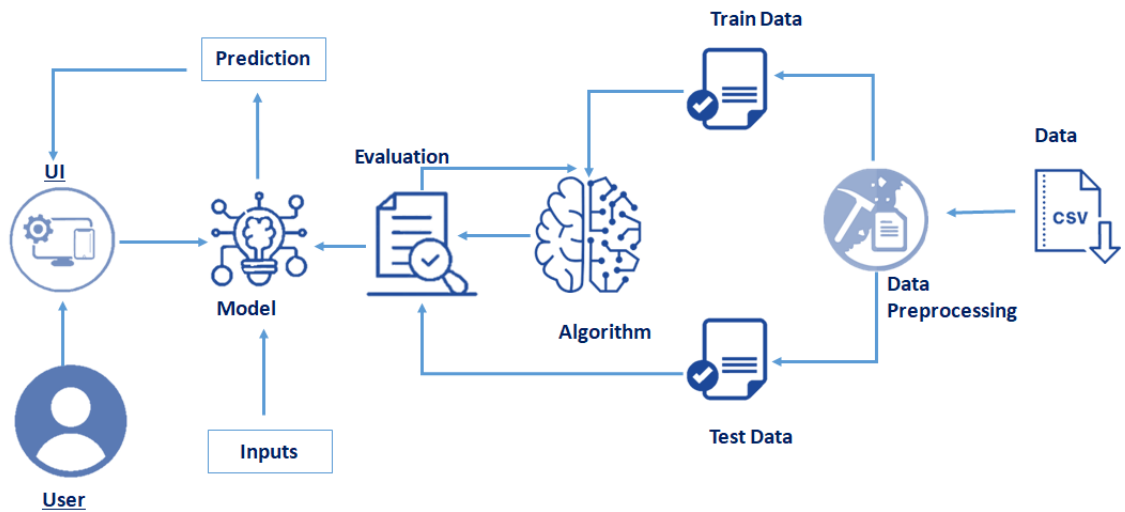 Train Data
Prediction
Data
Evaluation
UI
CSV
Data
Preprocessing
Model
Algorithm
Test Data
Inputs
User